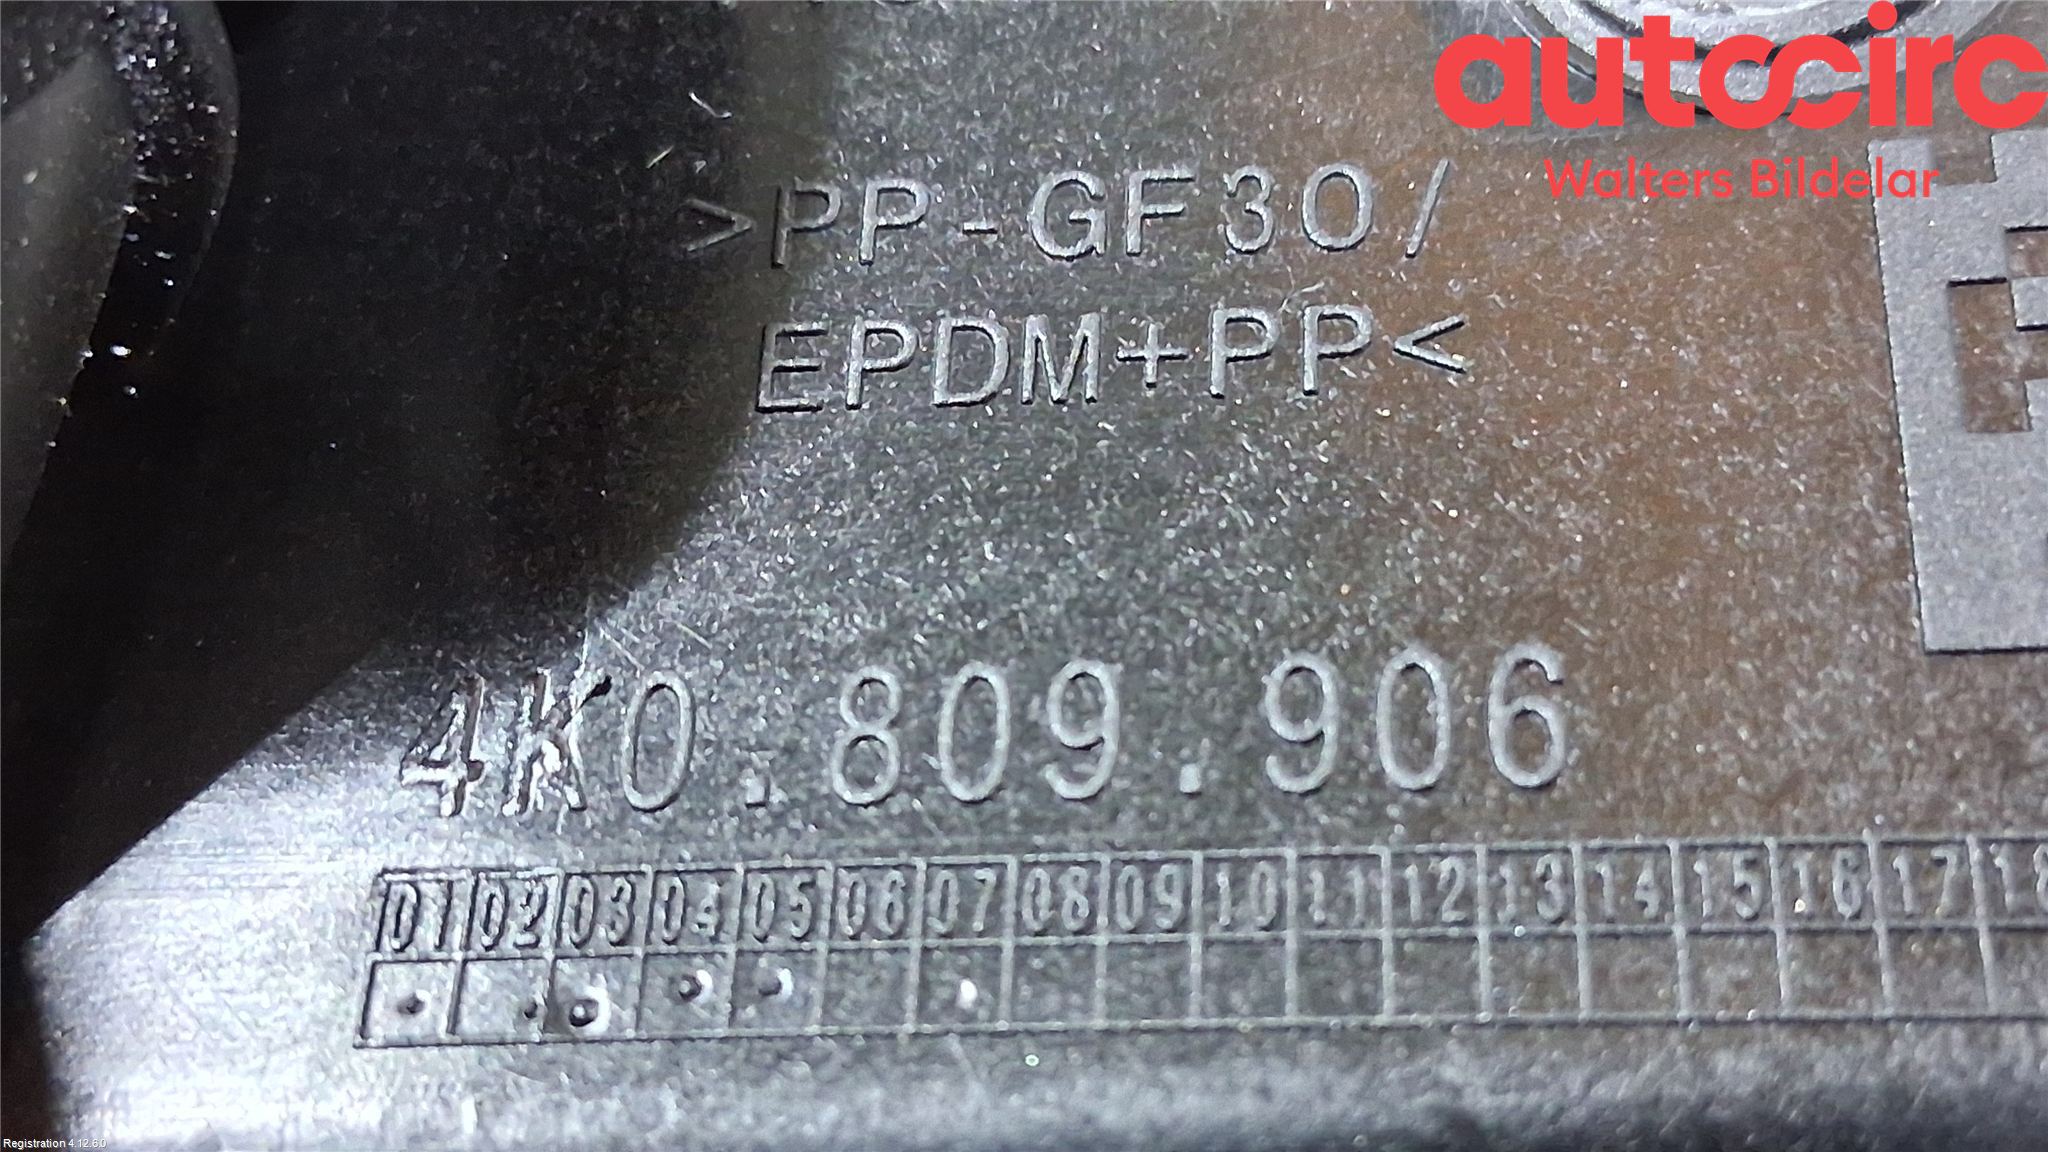 autocirc
Walters Bildelar
>PP-GF30/
EPDM+PP<
4K0.809.906
01 02 03 04 05 06 07 08 09 10 11 12 13 14 15 16 17 18
Registration 4.12.6.0